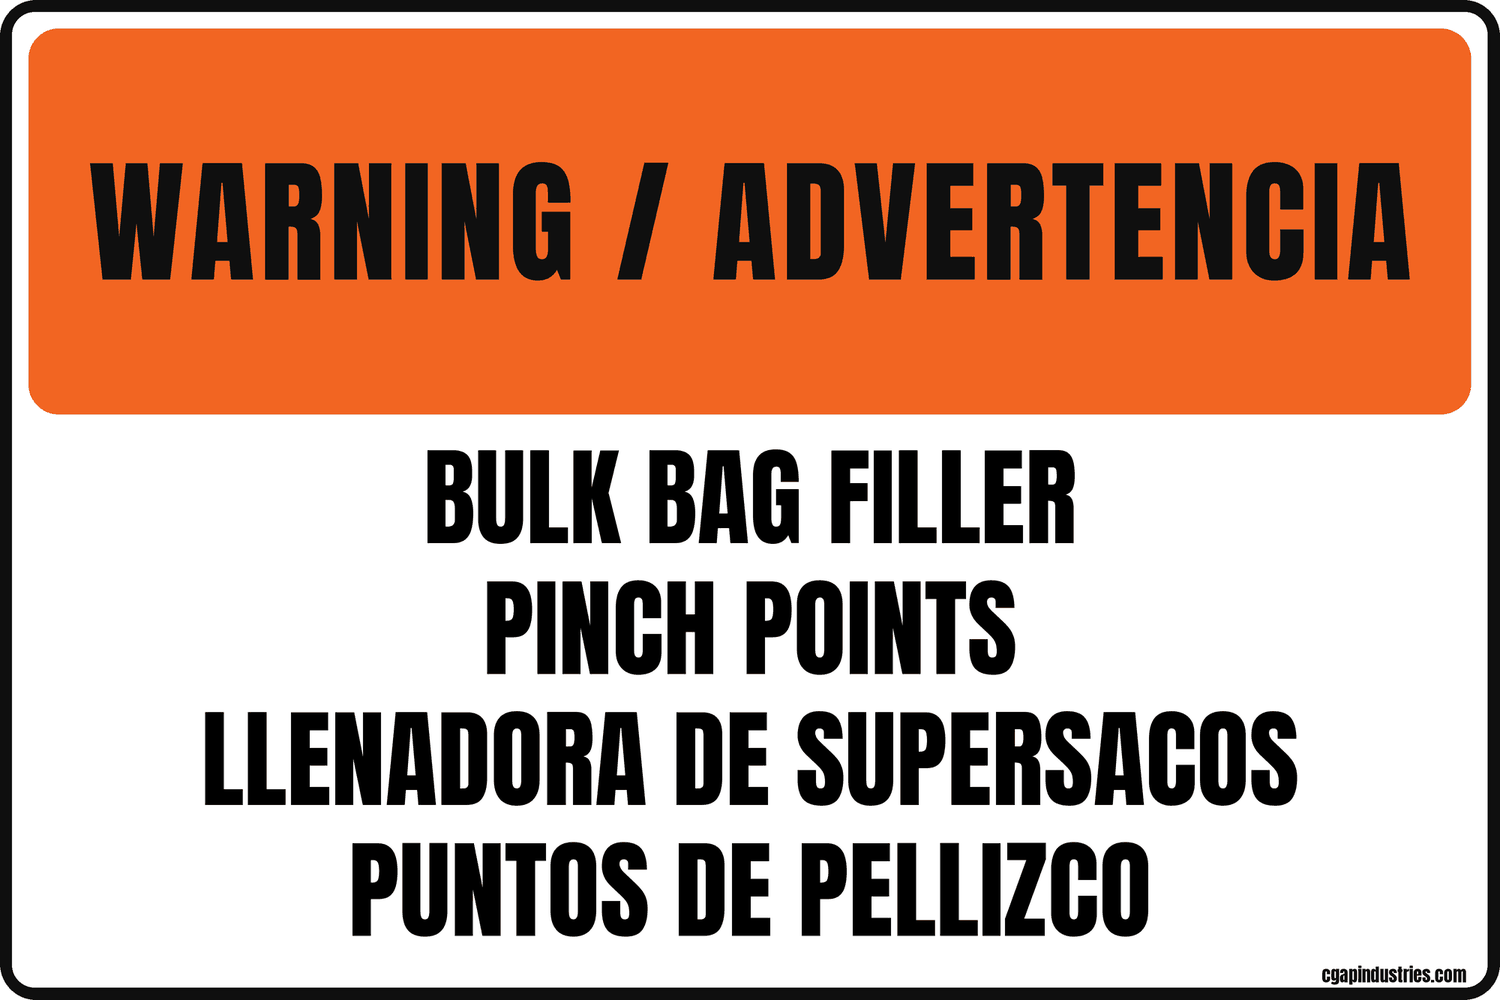 WARNING / ADVERTENCIA
BULK BAG FILLER
PINCH POINTS
LLENADORA DE SUPERSACOS
PUNTOS DE PELLIZCO
cgapindustries.com